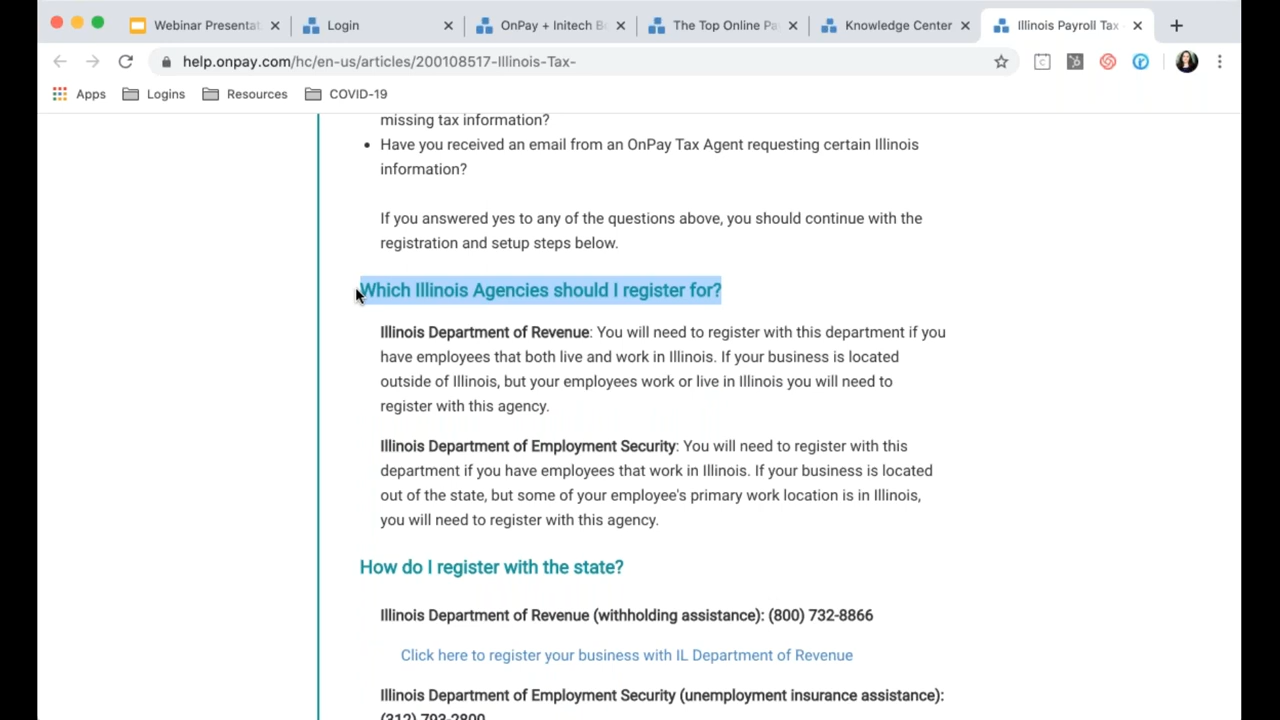 Webinar Presentat
Login
OnPay + Initech B
The Top Online Pa
Knowledge Center
Illinois Payroll Tax
help.onpay.com/hc/en-us/articles/200108517-Illinois-Tax-
Apps
Logins
Resources
COVID-19
missing tax information?
• Have you received an email from an OnPay Tax Agent requesting certain Illinois
information?
If you answered yes to any of the questions above, you should continue with the
registration and setup steps below.
Which Illinois Agencies should I register for?
Illinois Department of Revenue: You will need to register with this department if you
have employees that both live and work in Illinois. If your business is located
outside of Illinois, but your employees work or live in Illinois you will need to
register with this agency.
Illinois Department of Employment Security: You will need to register with this
department if you have employees that work in Illinois. If your business is located
out of the state, but some of your employee's primary work location is in Illinois,
you will need to register with this agency.
How do I register with the state?
Illinois Department of Revenue (withholding assistance): (800) 732-8866
Click here to register your business with IL Department of Revenue
Illinois Department of Employment Security (unemployment insurance assistance):
(312) 793-2800